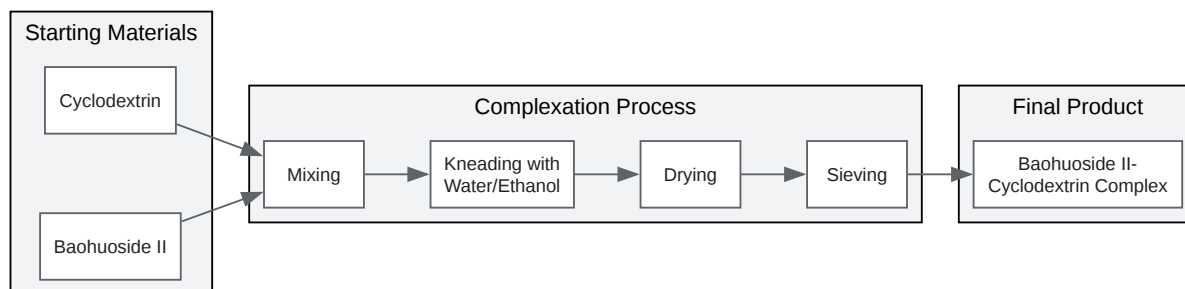 Starting Materials
Cyclodextrin
Baohuoside II
Complexation Process
Mixing
Kneading with
Water/Ethanol
Drying
Sieving
Final Product
Baohuoside II-
Cyclodextrin Complex